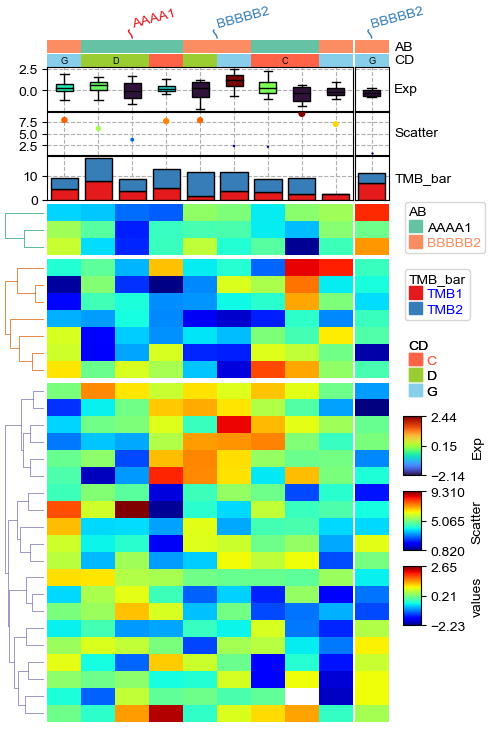 AAAA1 BBBBB2 BBBBB2
AB
G D C G CD
2.5
0.0
Exp
7.5
5.0
2.5
Scatter
10
0
TMB_bar
AB
AAAA1
BBBBB2
TMB_bar
TMB1
TMB2
CD
C
D
G
2.44
0.15
−2.14
Exp
9.310
5.065
0.820
Scatter
2.65
0.21
−2.23
values